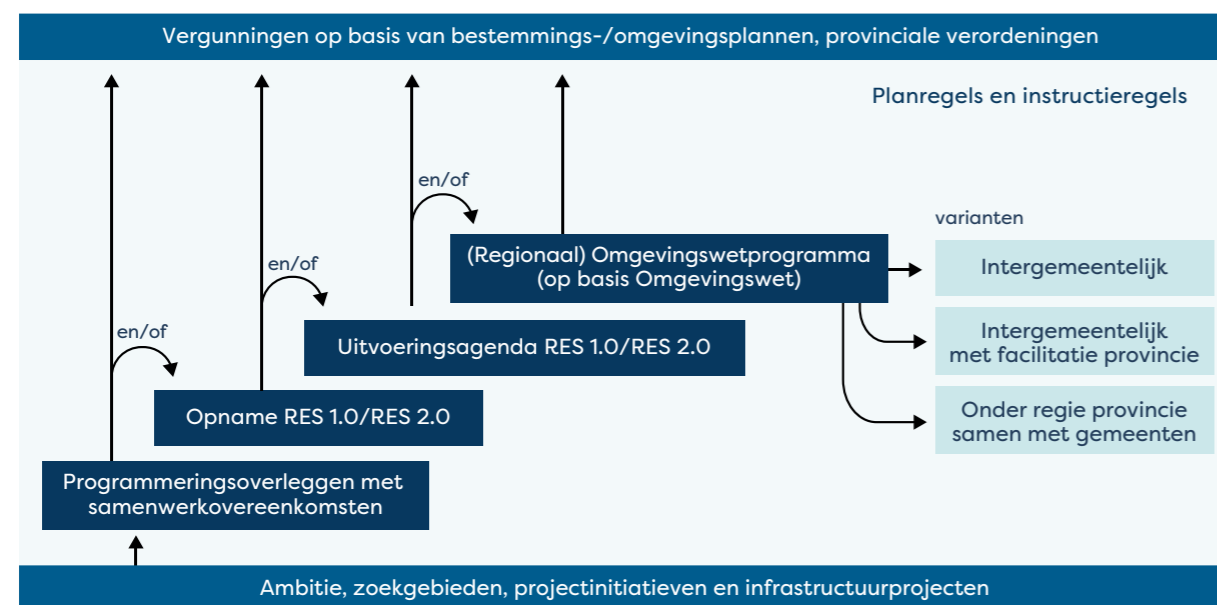 Vergunningen op basis van bestemmings-/omgevingsplannen, provinciale verordeningen
Planregels en instructieregels
en/of
varianten
(Regionaal) Omgevingswetprogramma
(op basis Omgevingswet)
Intergemeentelijk
en/of
en/of
Uitvoeringsagenda RES 1.0/RES 2.0
Intergemeentelijk
met facilitatie provincie
Opname RES 1.0/RES 2.0
Onder regie provincie
samen met gemeenten
Programmeringsoverleggen met
samenwerkovereenkomsten
Ambitie, zoekgebieden, projectinitiatieven en infrastructuurprojecten